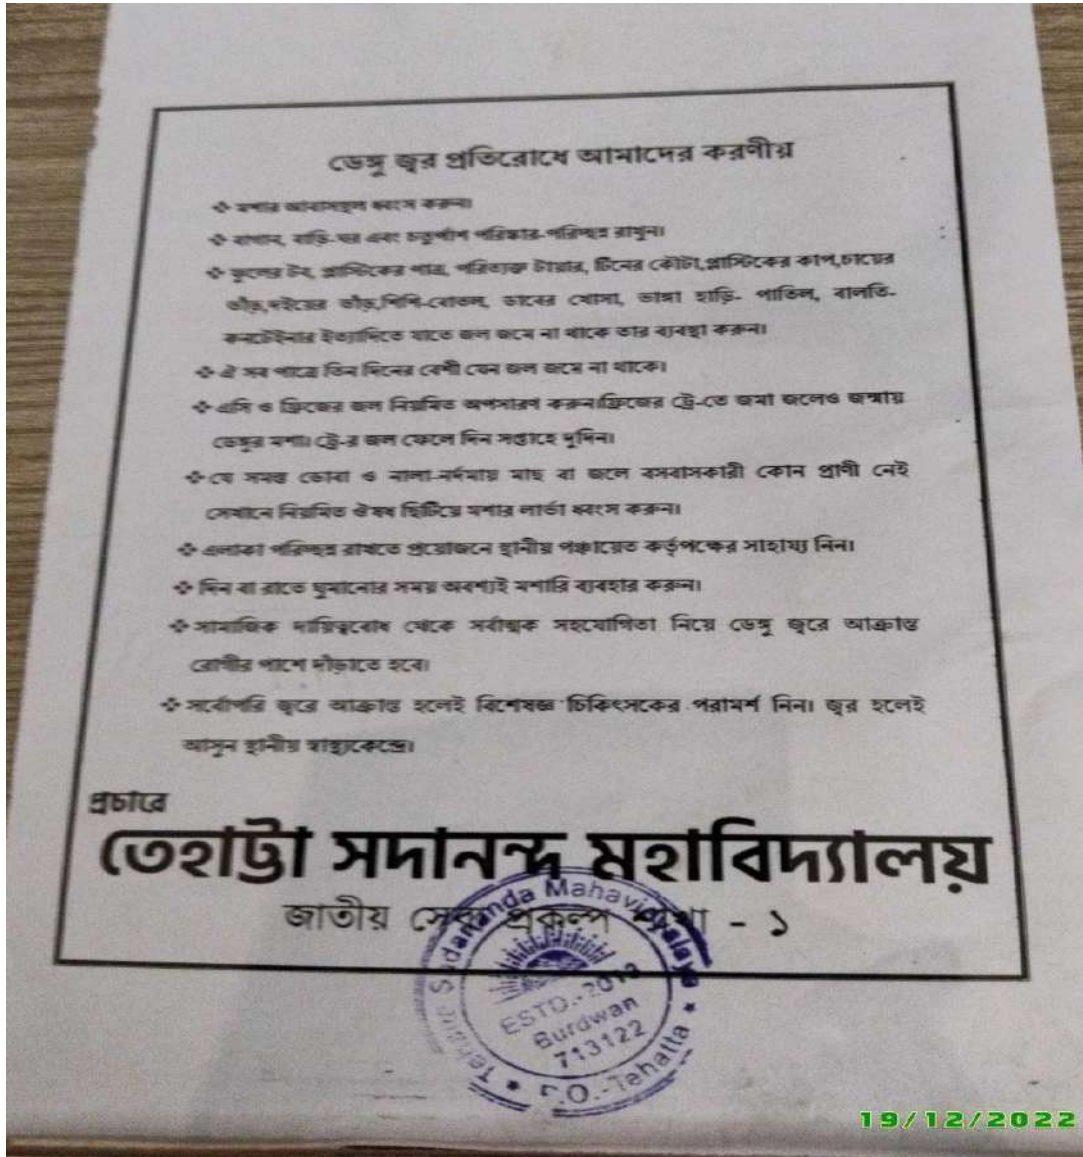 ডেঙ্গু জ্বর প্রতিরোধে আমাদের করণীয়
❖ মশার আবাসস্থল ধ্বংস করুন।
❖ বাগান, বাড়ি-ঘর এবং চতুর্পাশ পরিষ্কার-পরিচ্ছন্ন রাখুন।
❖ ফুলের টব, প্লাস্টিকের পাত্র, পরিত্যক্ত টায়ার, টিনের কৌটা,প্লাস্টিকের কাপ,চায়ের
ভাঁড়,দইয়ের ভাঁড়,শিশি-বোতল, ডাবের খোসা, ভাঙ্গা হাড়ি- পাতিল, বালতি-
কনটেইনার ইত্যাদিতে যাতে জল জমে না থাকে তার ব্যবস্থা করুন।
❖ ঐ সব পাত্রে তিন দিনের বেশী যেন জল জমে না থাকে।
❖ এসি ও ফ্রিজের জল নিয়মিত অপসারণ করুন।ফ্রিজের ট্রে-তে জমা জলেও জন্মায়
ডেঙ্গুর মশা। ট্রে-র জল ফেলে দিন সপ্তাহে দুদিন।
❖ যে সমস্ত ডোবা ও নালা-নর্দমায় মাছ বা জলে বসবাসকারী কোন প্রাণী নেই
সেখানে নিয়মিত ঔষধ ছিটিয়ে মশার লার্ভা ধ্বংস করুন।
❖ এলাকা পরিচ্ছন্ন রাখতে প্রয়োজনে স্থানীয় পঞ্চায়েত কর্তৃপক্ষের সাহায্য নিন।
❖ দিন বা রাতে ঘুমানোর সময় অবশ্যই মশারি ব্যবহার করুন।
❖ সামাজিক দায়িত্ববোধ থেকে সর্বাত্মক সহযোগিতা নিয়ে ডেঙ্গু জ্বরে আক্রান্ত
রোগীর পাশে দাঁড়াতে হবে।
❖ সর্বোপরি জ্বরে আক্রান্ত হলেই বিশেষজ্ঞ চিকিৎসকের পরামর্শ নিন। জ্বর হলেই
আসুন স্থানীয় স্বাস্থ্যকেন্দ্রে।
প্রচারে
তেহাট্টা সদানন্দ মহাবিদ্যালয়
জাতীয় সেবা প্রকল্প শাখা - ১
Sadananda Mahavidyalaya
ESTD.-
Burdwan
713122
P.O.-Tehatta
19/12/2022